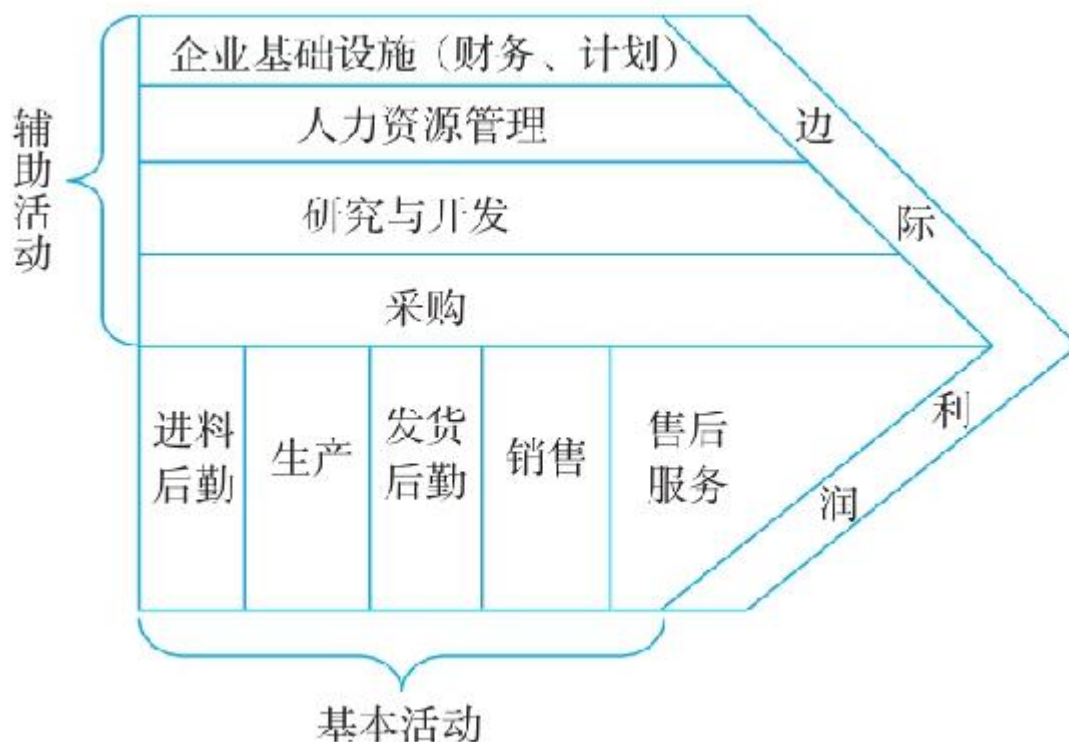 辅助活动
企业基础设施（财务、计划）
人力资源管理
研究与开发
采购
进料
后勤
生产
发货
后勤
销售
售后
服务
边际利润
基本活动